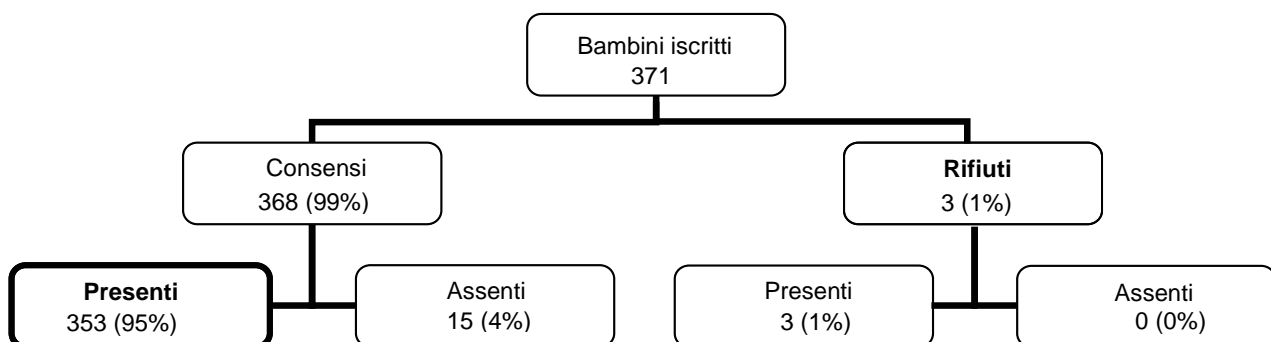 Bambini iscritti
371
Consensi
368 (99%)
Rifiuti
3 (1%)
Presenti
353 (95%)
Assenti
15 (4%)
Presenti
3 (1%)
Assenti
0 (0%)